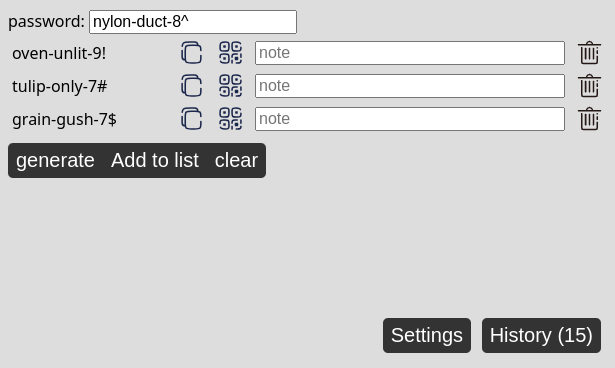 password: nylon-duct-8^
oven-unlit-9! note
tulip-only-7# note
grain-gush-7$ note
generate Add to list clear
Settings History (15)